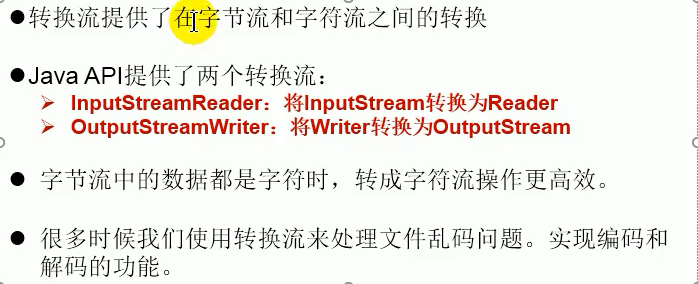 ●转换流提供了在字节流和字符流之间的转换
●Java API提供了两个转换流：
➢ InputStreamReader：将InputStream转换为Reader
➢ OutputStreamWriter：将Writer转换为OutputStream
● 字节流中的数据都是字符时，转成字符流操作更高效。
● 很多时候我们使用转换流来处理文件乱码问题。实现编码和
解码的功能。